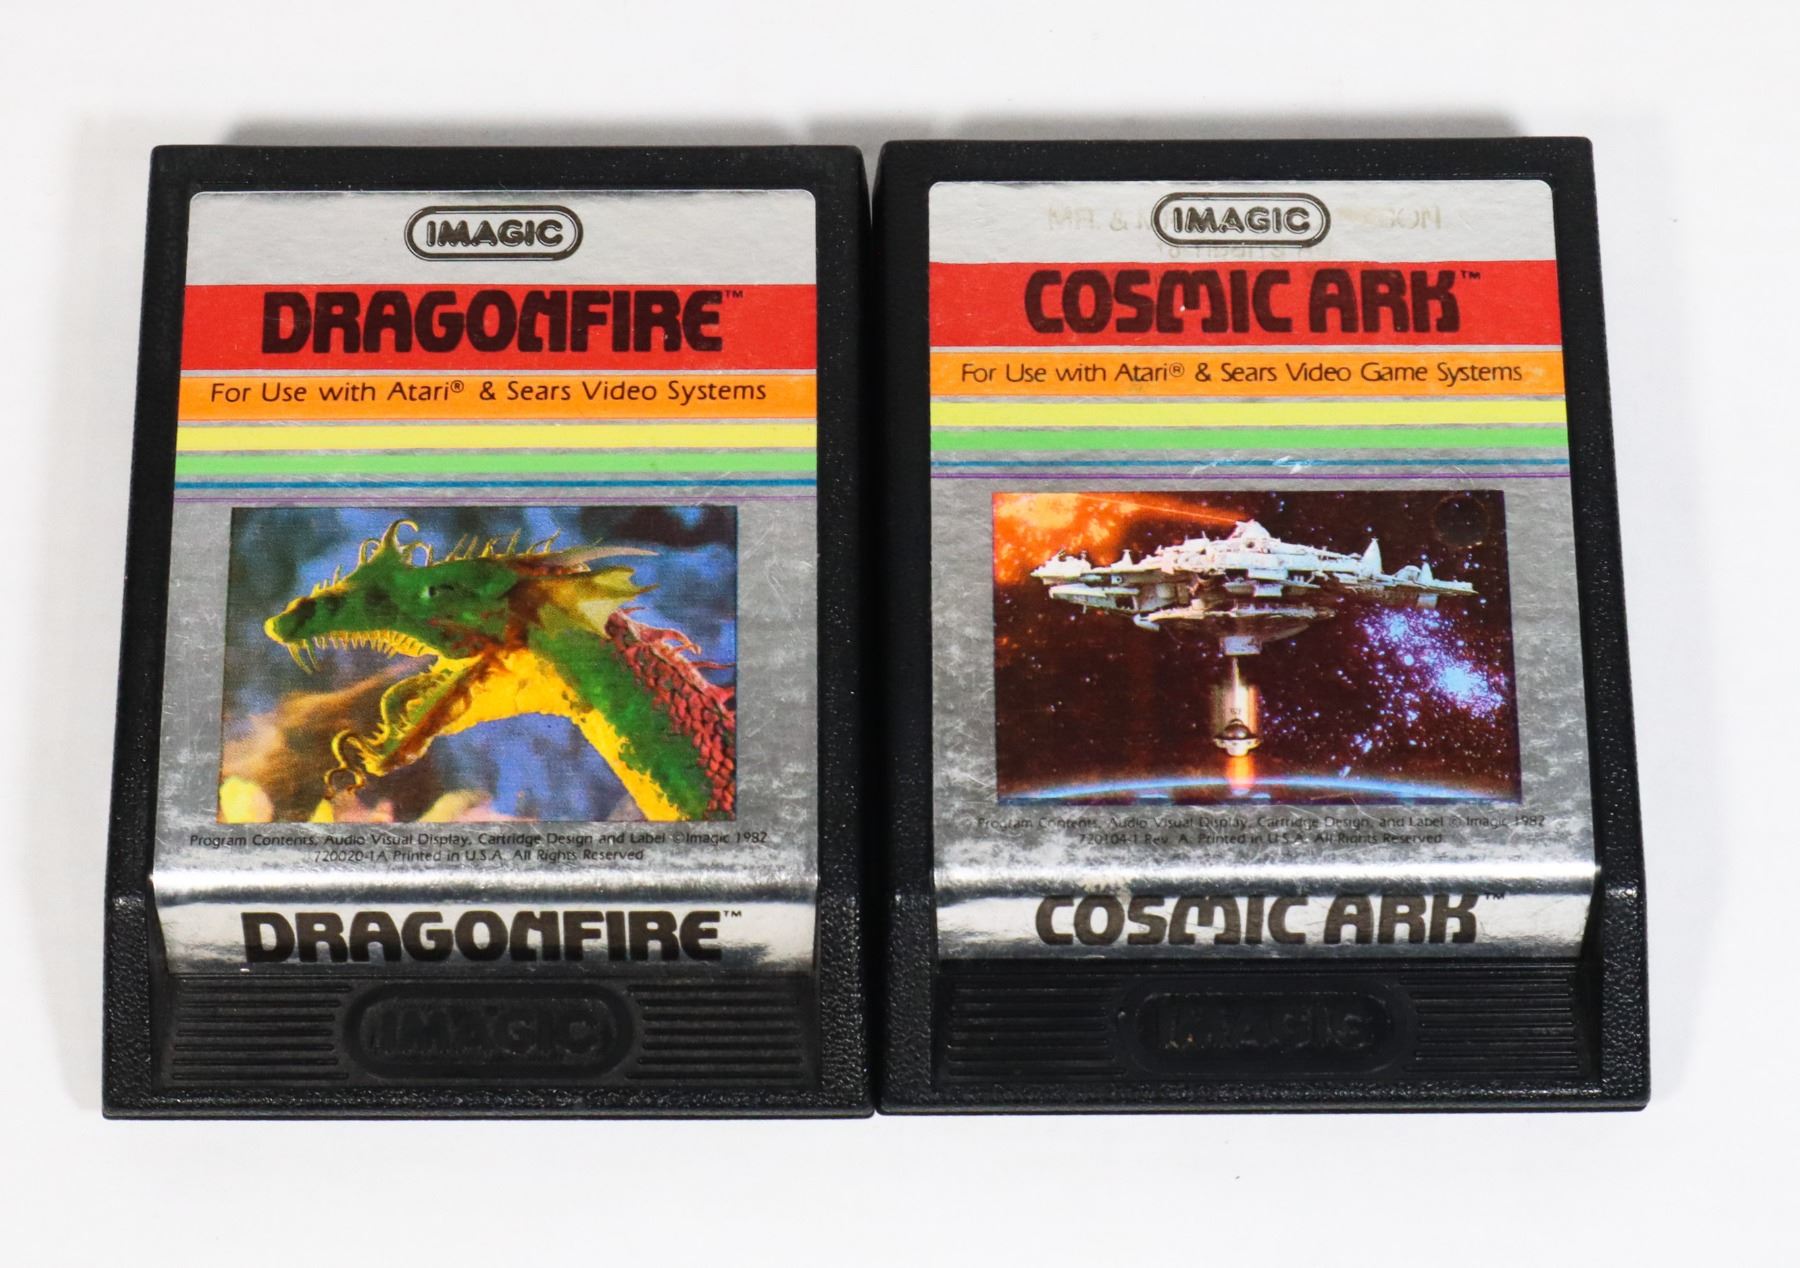 IMAGIC
DRAGONFIRE™
For Use with Atari® & Sears Video Systems
Program Contents, Audio Visual Display, Cartridge Design and Label © Imagic 1982
720020-1A Printed in U.S.A. All Rights Reserved
DRAGONFIRE™
IMAGIC
IMAGIC
COSMIC ARK™
For Use with Atari® & Sears Video Game Systems
Program Contents, Audio Visual Display, Cartridge Design, and Label © Imagic 1982
720104-1 Rev. A. Printed in U.S.A. All Rights Reserved
COSMIC ARK™
IMAGIC